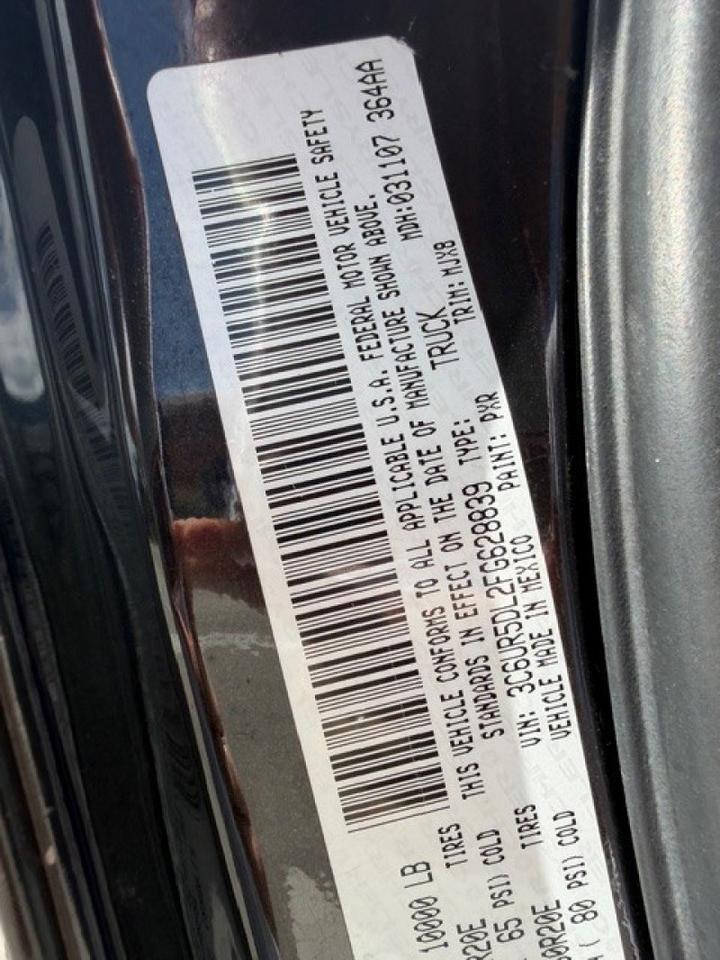 MDH:031107 364AA
10000 LB
THIS VEHICLE CONFORMS TO ALL APPLICABLE U.S.A. FEDERAL MOTOR VEHICLE SAFETY
STANDARDS IN EFFECT ON THE DATE OF MANUFACTURE SHOWN ABOVE.
VIN: 3C6UR5DL2FG628839 TYPE: TRUCK
VEHICLE MADE IN MEXICO PAINT: PXR TRIM: MJX8
R20E TIRES
65 PSI) COLD
0R20E TIRES
( 80 PSI) COLD